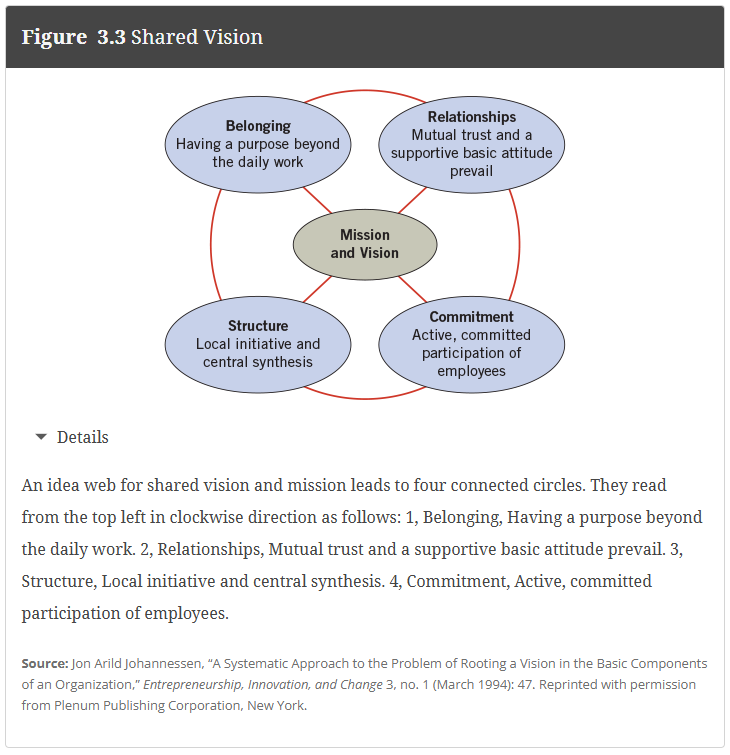 Figure 3.3 Shared Vision
Belonging
Having a purpose beyond
the daily work
Relationships
Mutual trust and a
supportive basic attitude
prevail
Mission
and Vision
Structure
Local initiative and
central synthesis
Commitment
Active, committed
participation of
employees
Details
An idea web for shared vision and mission leads to four connected circles. They read
from the top left in clockwise direction as follows: 1, Belonging, Having a purpose beyond
the daily work. 2, Relationships, Mutual trust and a supportive basic attitude prevail. 3,
Structure, Local initiative and central synthesis. 4, Commitment, Active, committed
participation of employees.
Source: Jon Arild Johannessen, “A Systematic Approach to the Problem of Rooting a Vision in the Basic Components
of an Organization,” Entrepreneurship, Innovation, and Change 3, no. 1 (March 1994): 47. Reprinted with permission
from Plenum Publishing Corporation, New York.